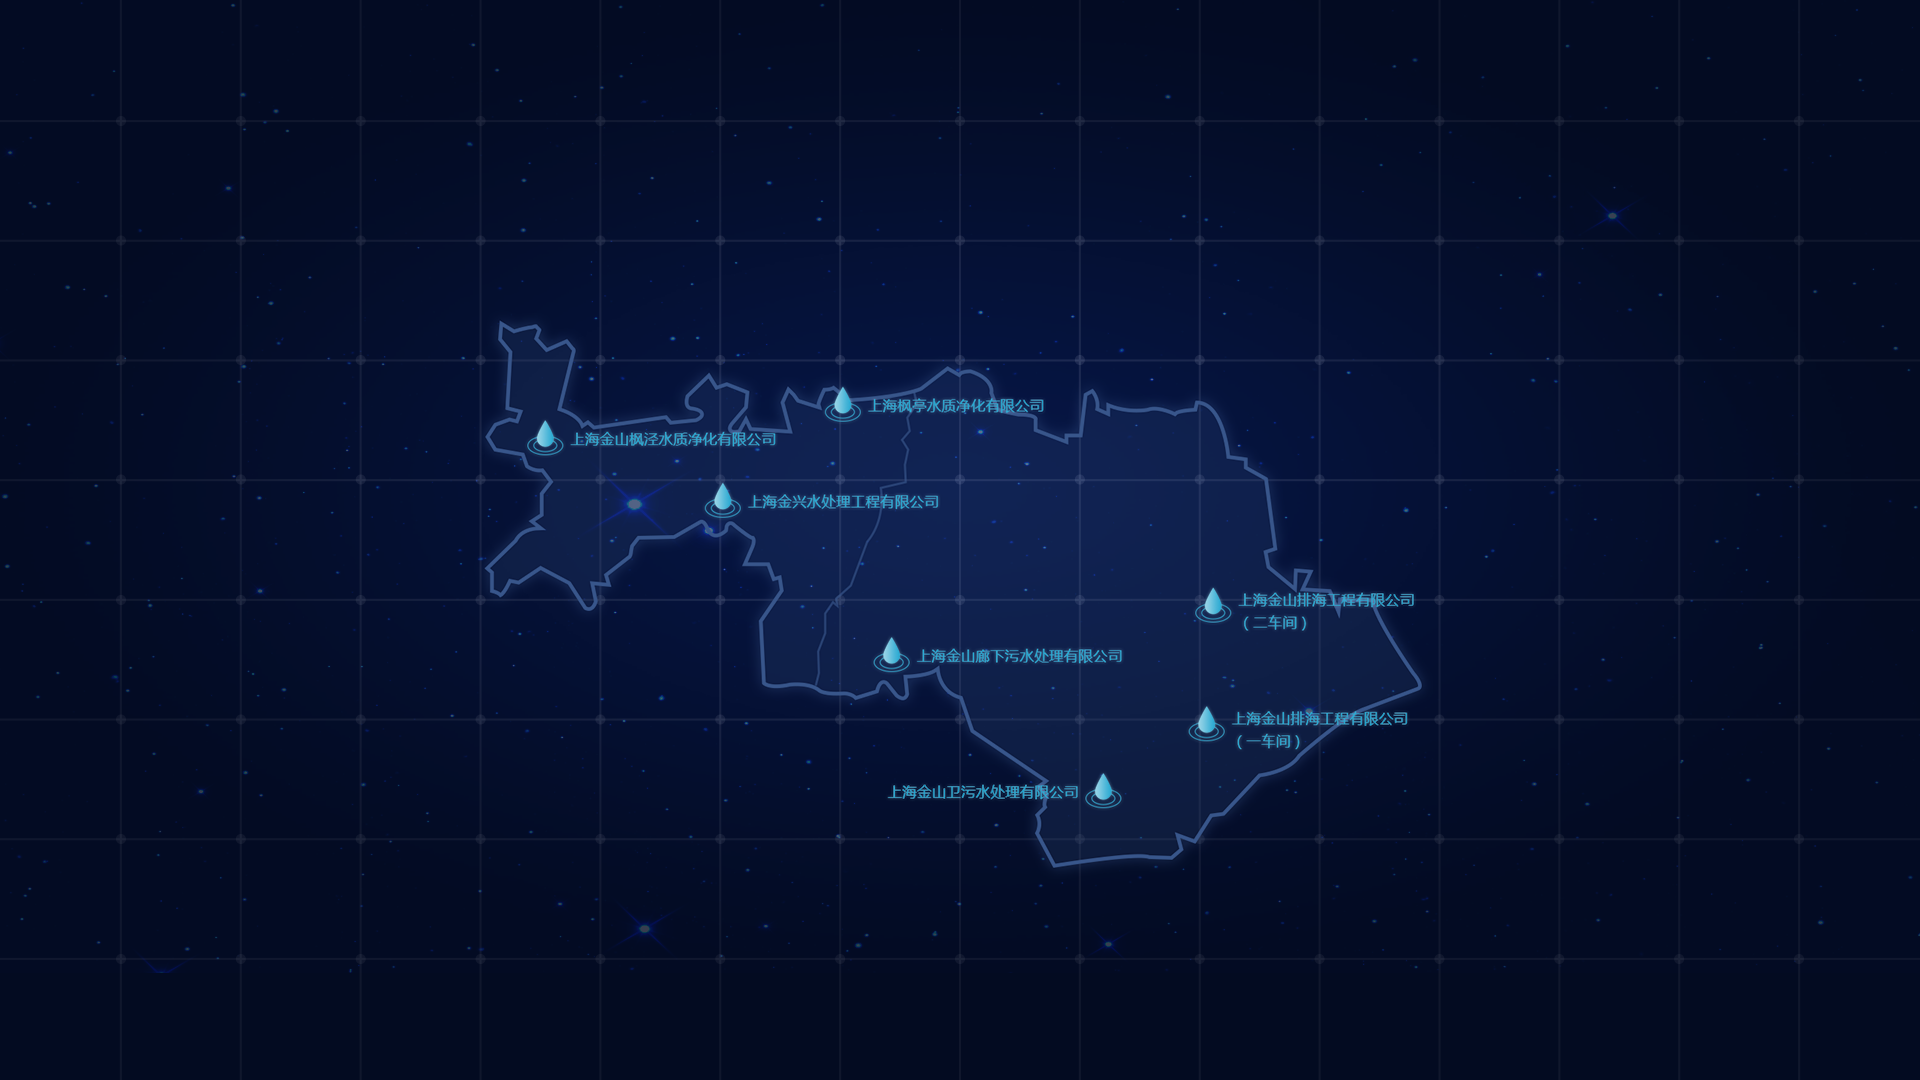 上海枫亭水质净化有限公司
上海金山枫泾水质净化有限公司
上海金兴水处理工程有限公司
上海金山排海工程有限公司
（二车间）
上海金山廊下污水处理有限公司
上海金山排海工程有限公司
（一车间）
上海金山卫污水处理有限公司